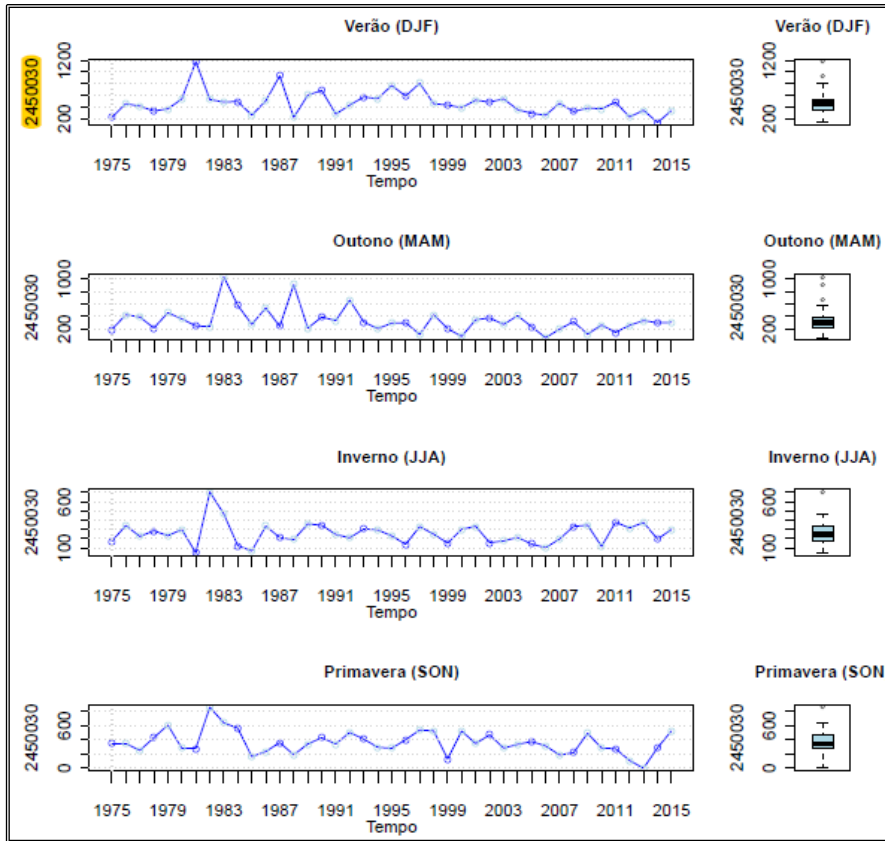 Verão (DJF)
Verão (DJF)
2450030
200 1200
1975 1979 1983 1987 1991 1995 1999 2003 2007 2011 2015
Tempo
2450030
200 1200
Outono (MAM)
Outono (MAM)
2450030
200 1000
1975 1979 1983 1987 1991 1995 1999 2003 2007 2011 2015
Tempo
2450030
200 1000
Inverno (JJA)
Inverno (JJA)
2450030
100 600
1975 1979 1983 1987 1991 1995 1999 2003 2007 2011 2015
Tempo
2450030
100 600
Primavera (SON)
Primavera (SON
2450030
0 600
1975 1979 1983 1987 1991 1995 1999 2003 2007 2011 2015
Tempo
2450030
0 600